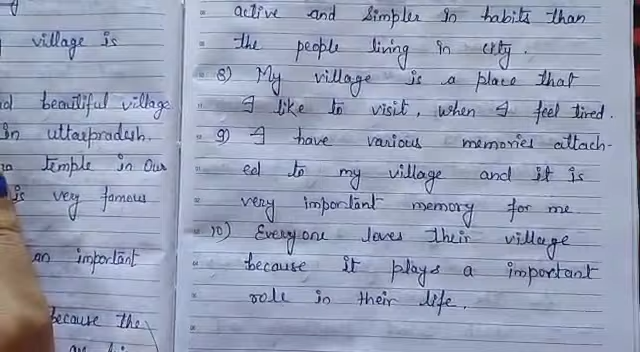 village is
beautiful village
in uttarpradesh.
temple in our
is very famous
an important
because the
active and Simpler in habits than
the people living in city.
8) My village is a place that
I like to visit, when I feel tired.
9) I have various memories attach-
ed to my village and it is
very important memory for me.
10) Everyone loves their village
because it plays a important
role in their life.